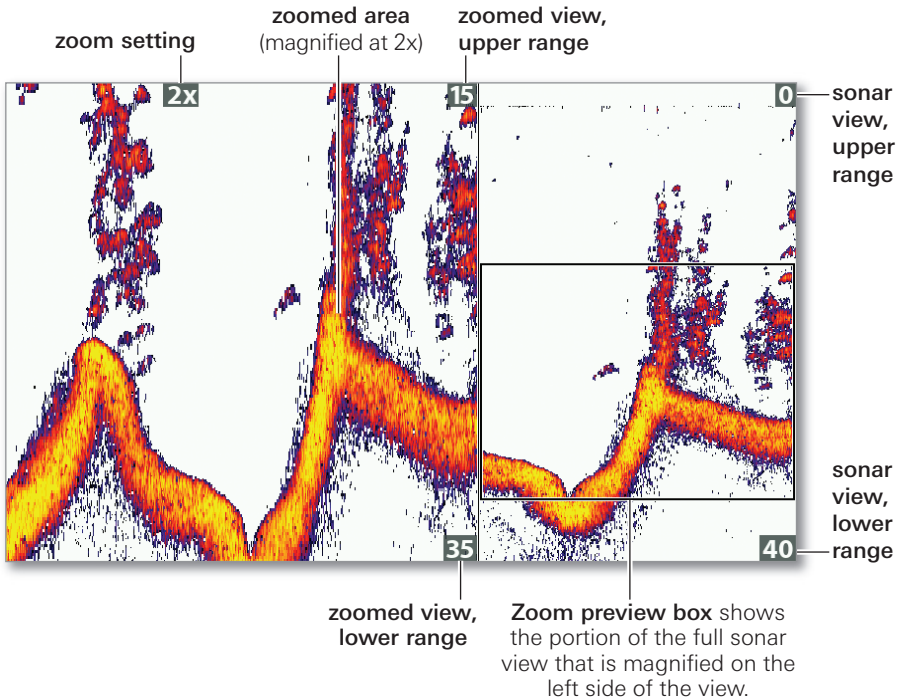 zoom setting
zoomed area
(magnified at 2x)
zoomed view,
upper range
2x
15
0
sonar
view,
upper
range
35
40
sonar
view,
lower
range
zoomed view,
lower range
Zoom preview box shows
the portion of the full sonar
view that is magnified on the
left side of the view.